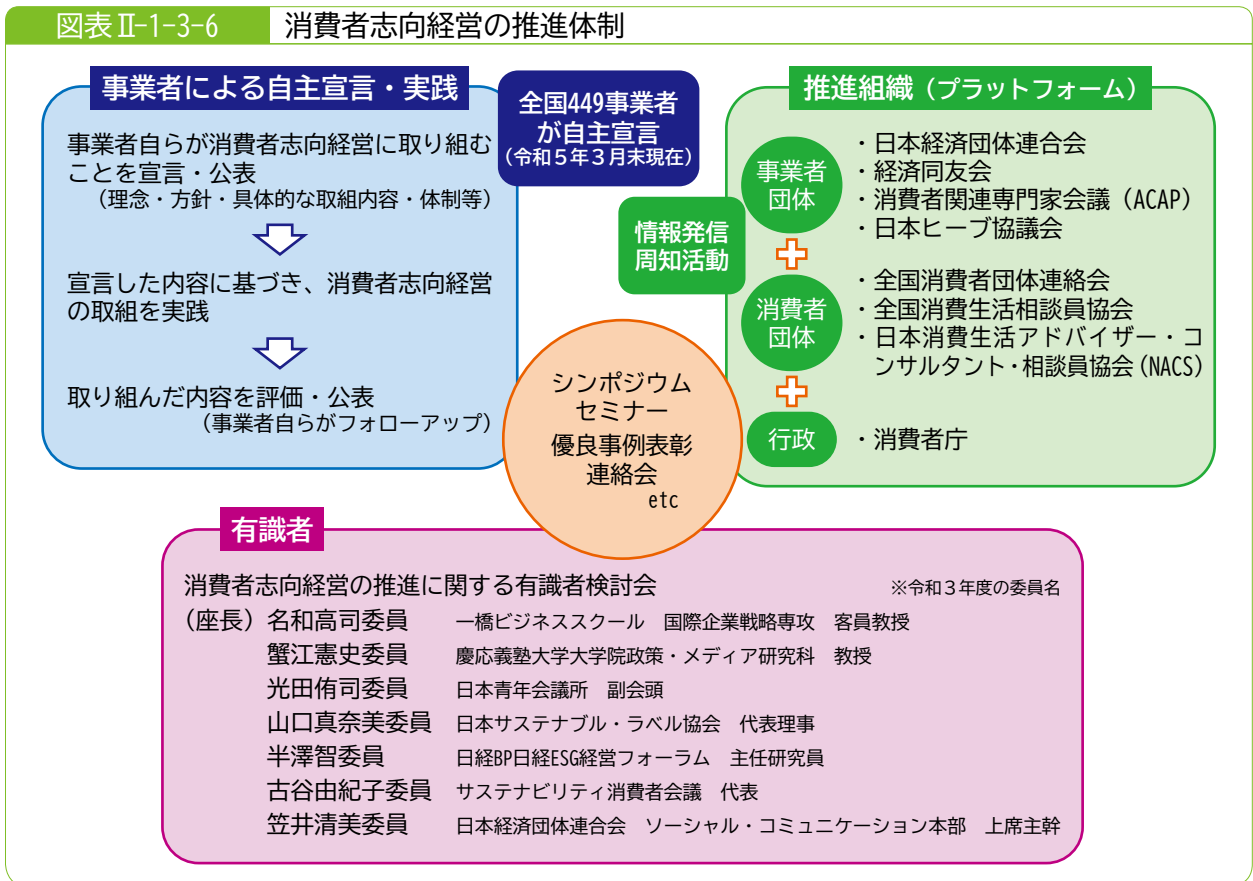 図表Ⅱ-1-3-6 消費者志向経営の推進体制
事業者による自主宣言・実践
事業者自らが消費者志向経営に取り組む
ことを宣言・公表
（理念・方針・具体的な取組内容・体制等）
宣言した内容に基づき、消費者志向経営
の取組を実践
取り組んだ内容を評価・公表
（事業者自らがフォローアップ）
全国449事業者
が自主宣言
（令和５年３月末現在）
情報発信
周知活動
推進組織（プラットフォーム）
事業者
団体
・日本経済団体連合会
・経済同友会
・消費者関連専門家会議（ACAP）
・日本ヒーブ協議会
消費者
団体
・全国消費者団体連絡会
・全国消費生活相談員協会
・日本消費生活アドバイザー・コ
ンサルタント・相談員協会（NACS）
行政
・消費者庁
シンポジウム
セミナー
優良事例表彰
連絡会
etc
有識者
消費者志向経営の推進に関する有識者検討会 ※令和３年度の委員名
（座長）名和高司委員 一橋ビジネススクール 国際企業戦略専攻 客員教授
蟹江憲史委員 慶応義塾大学大学院政策・メディア研究科 教授
光田侑司委員 日本青年会議所 副会頭
山口真奈美委員 日本サステナブル・ラベル協会 代表理事
半澤智委員 日経BP日経ESG経営フォーラム 主任研究員
古谷由紀子委員 サステナビリティ消費者会議 代表
笠井清美委員 日本経済団体連合会 ソーシャル・コミュニケーション本部 上席主幹